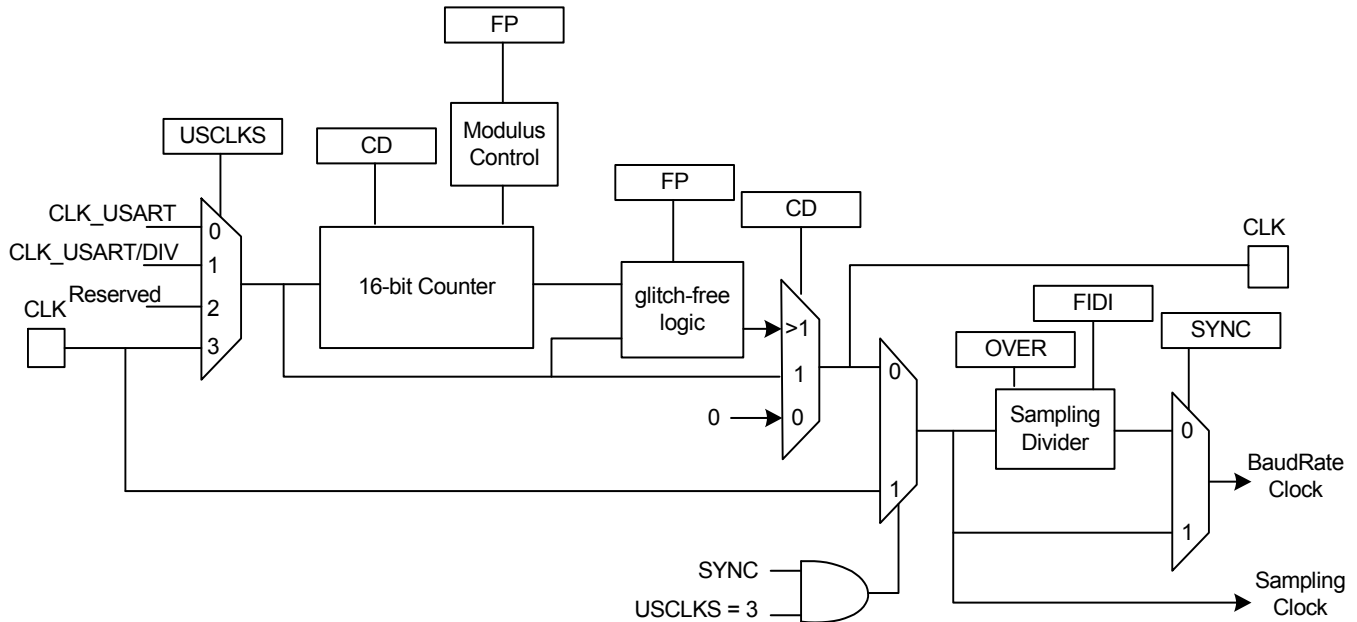 FP
USCLKS
CD
Modulus
Control
FP
CD
CLK_USART
CLK_USART/DIV
Reserved
CLK
0
1
2
3
16-bit Counter
glitch-free
logic
>1
1
0
0
CLK
FIDI
OVER
SYNC
0
1
Sampling
Divider
0
1
BaudRate
Clock
SYNC
USCLKS = 3
Sampling
Clock